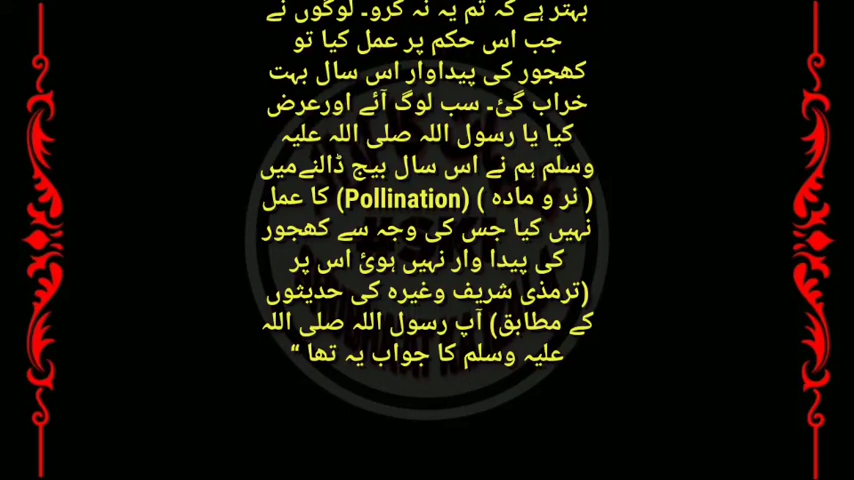 بہتر ہے کہ تم یہ نہ کرو۔ لوگوں نے
جب اس حکم پر عمل کیا تو
کھجور کی پیداوار اس سال بہت
خراب گئ۔ سب لوگ آئے اورعرض
کیا یا رسول اللہ صلی اللہ علیہ
وسلم ہم نے اس سال بیج ڈالنےمیں
( نر و مادہ ) (Pollination) کا عمل
نہیں کیا جس کی وجہ سے کھجور
کی پیدا وار نہیں ہوئ اس پر
(ترمذی شریف وغیرہ کی حدیثوں
کے مطابق) آپ رسول اللہ صلی اللہ
علیہ وسلم کا جواب یہ تھا “